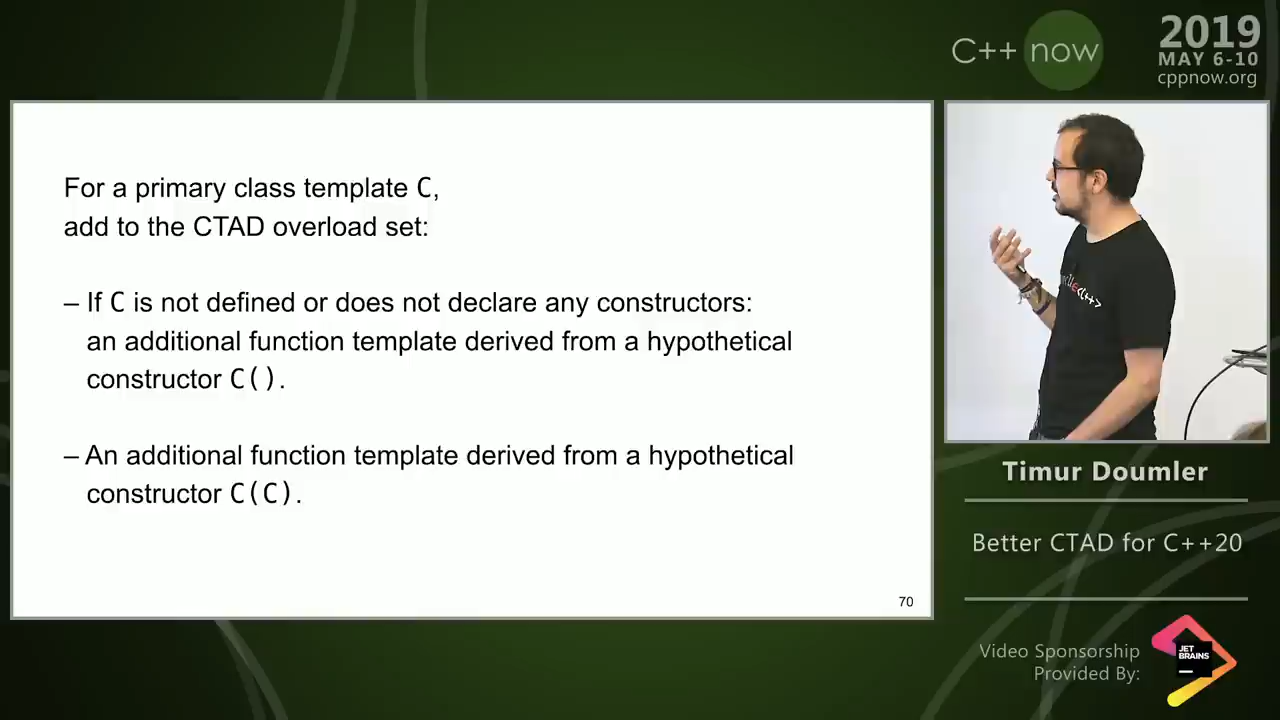 C++ now
2019
MAY 6-10
cppnow.org
For a primary class template C,
add to the CTAD overload set:
– If C is not defined or does not declare any constructors:
an additional function template derived from a hypothetical
constructor C().
– An additional function template derived from a hypothetical
constructor C(C).
70
Timur Doumler
Better CTAD for C++20
Video Sponsorship
Provided By:
JET
BRAINS